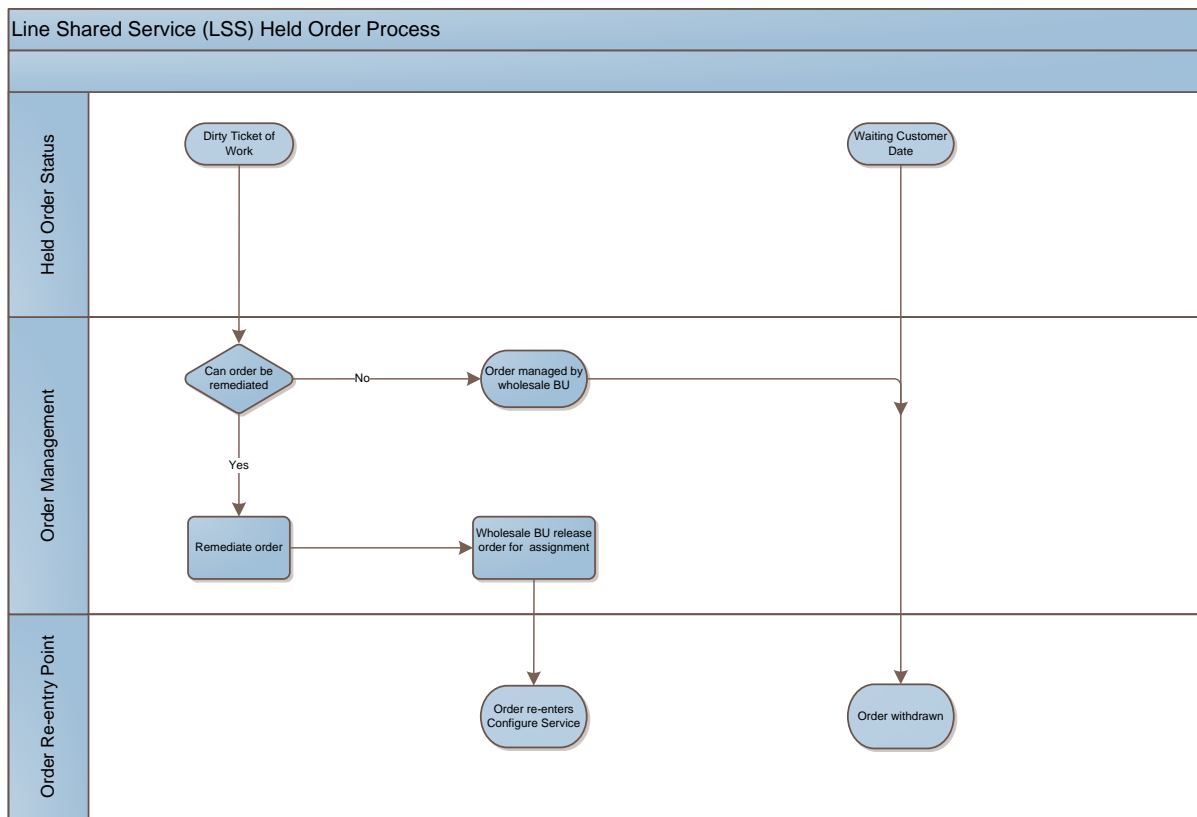 Line Shared Service (LSS) Held Order Process
Held Order Status
Dirty Ticket of
Work
Waiting Customer
Date
Order Management
Can order be
remediated
No
Order managed by
wholesale BU
Yes
Remediate order
Wholesale BU release
order for assignment
Order Re-entry Point
Order re-enters
Configure Service
Order withdrawn